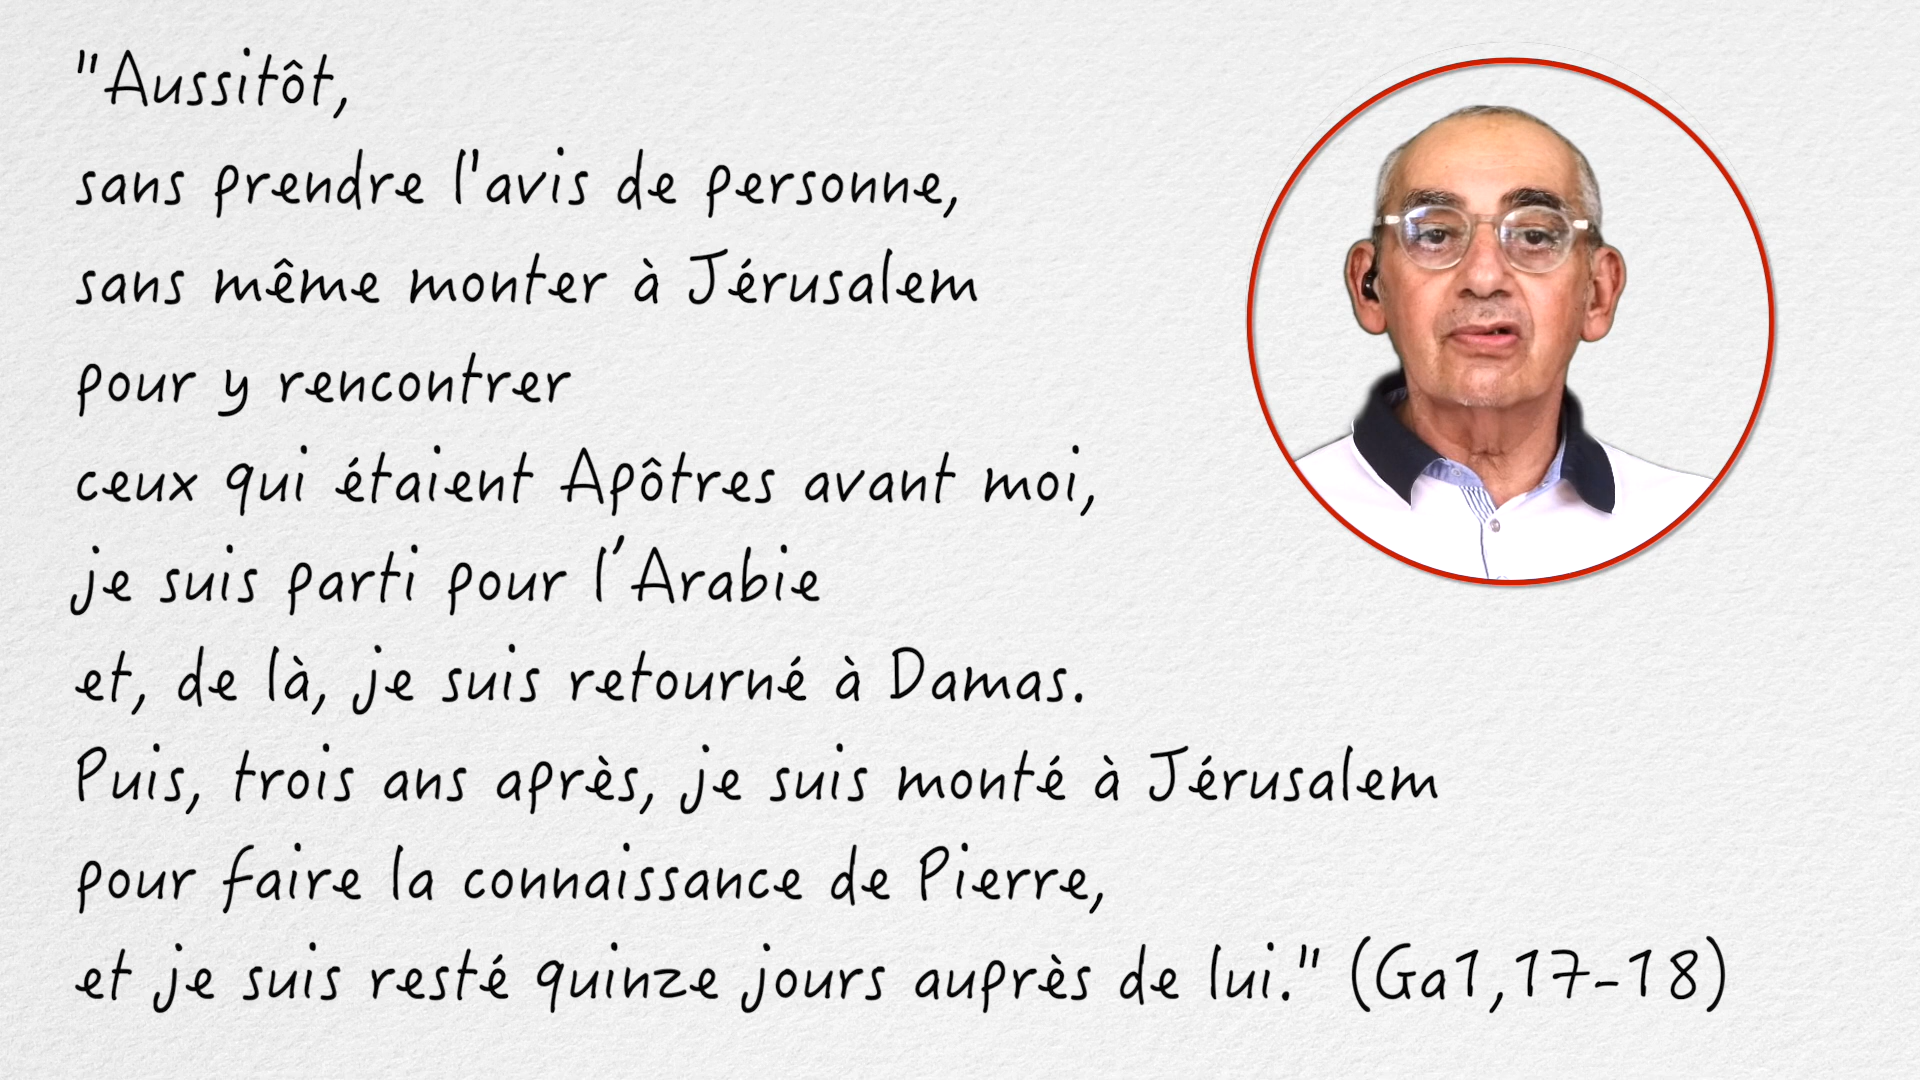 "Aussitôt,
sans prendre l'avis de personne,
sans même monter à Jérusalem
pour y rencontrer
ceux qui étaient Apôtres avant moi,
je suis parti pour l’Arabie
et, de là, je suis retourné à Damas.
Puis, trois ans après, je suis monté à Jérusalem
pour faire la connaissance de Pierre,
et je suis resté quinze jours auprès de lui." (Ga1,17-18)